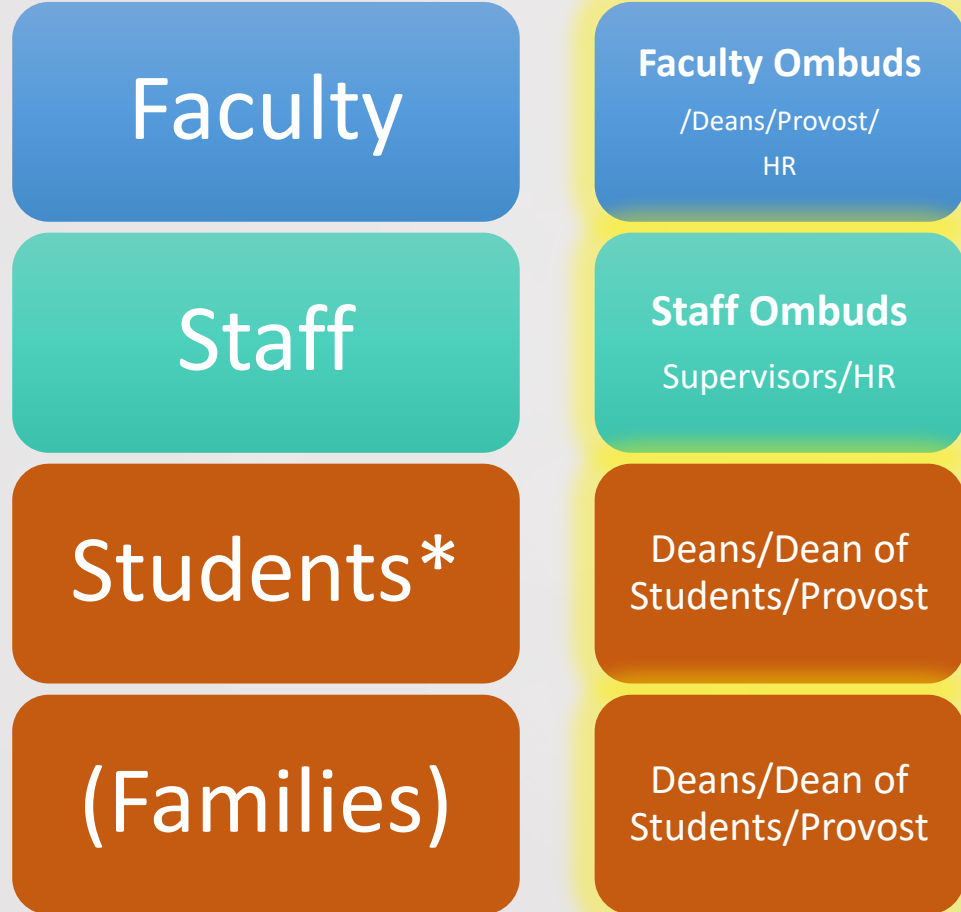 Faculty
Faculty Ombuds
/Deans/Provost/
HR
Staff
Staff Ombuds
Supervisors/HR
Students*
Deans/Dean of
Students/Provost
(Families)
Deans/Dean of
Students/Provost